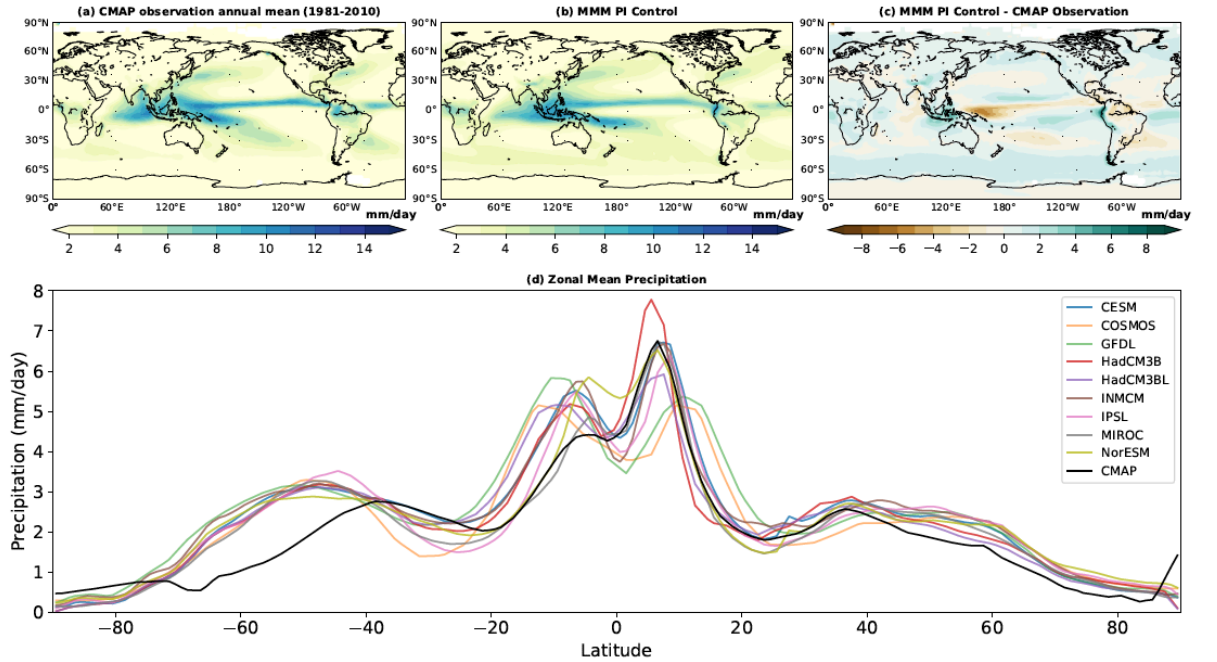 (a) CMAP observation annual mean (1981-2010)
(b) MMM PI Control
(c) MMM PI Control - CMAP Observation
90°N
60°N
30°N
0°
30°S
60°S
90°S
0°
60°E
120°E
180°
120°W
60°W
mm/day
2
4
6
8
10
12
14
90°N
60°N
30°N
0°
30°S
60°S
90°S
0°
60°E
120°E
180°
120°W
60°W
mm/day
2
4
6
8
10
12
14
90°N
60°N
30°N
0°
30°S
60°S
90°S
0°
60°E
120°E
180°
120°W
60°W
mm/day
−8
−6
−4
−2
0
2
4
6
8
(d) Zonal Mean Precipitation
Precipitation (mm/day)
8
7
6
5
4
3
2
1
0
−80
−60
−40
−20
0
20
40
60
80
Latitude
CESM
COSMOS
GFDL
HadCM3B
HadCM3BL
INMCM
IPSL
MIROC
NorESM
CMAP